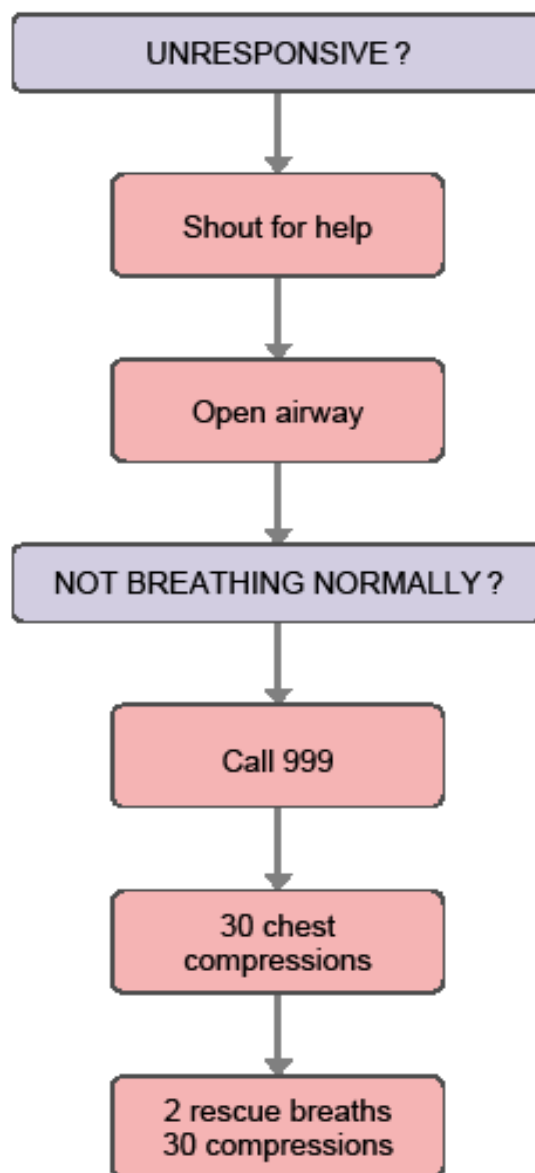 UNRESPONSIVE ?
Shout for help
Open airway
NOT BREATHING NORMALLY ?
Call 999
30 chest
compressions
2 rescue breaths
30 compressions